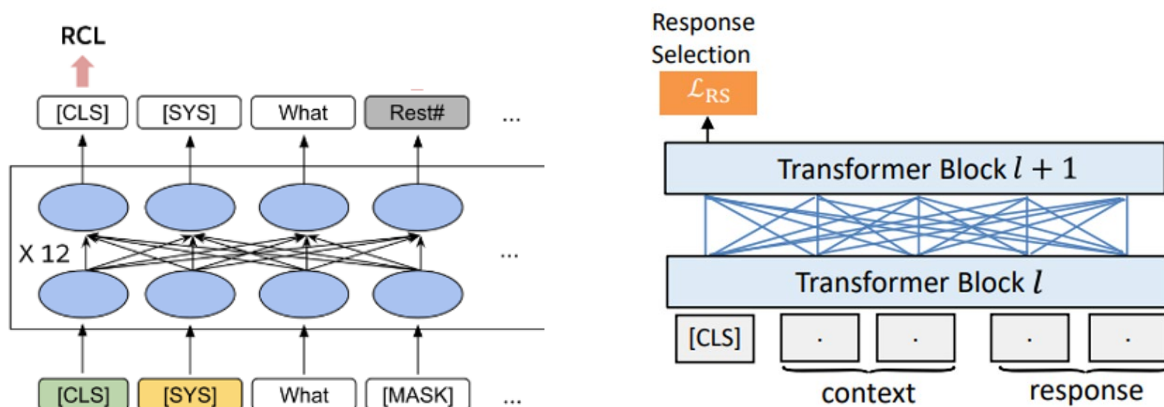 RCL
[CLS] [SYS] What Rest# ...
X 12
...
[CLS] [SYS] What [MASK] ...
Response
Selection
ℒRS
Transformer Block l + 1
Transformer Block l
[CLS] . . . .
context response